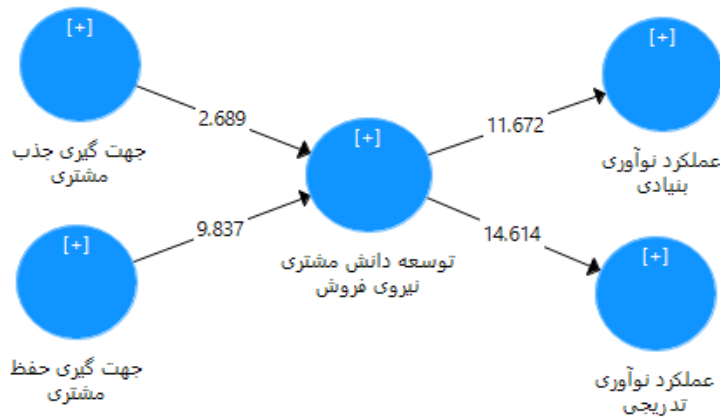 [+]
جهت گیری جذب
مشتری
2.689
[+]
جهت گیری حفظ
مشتری
9.837
[+]
توسعه دانش مشتری
نیروی فروش
11.672
[+]
عملکرد نوآوری
بنیادی
14.614
[+]
عملکرد نوآوری
تدریجی